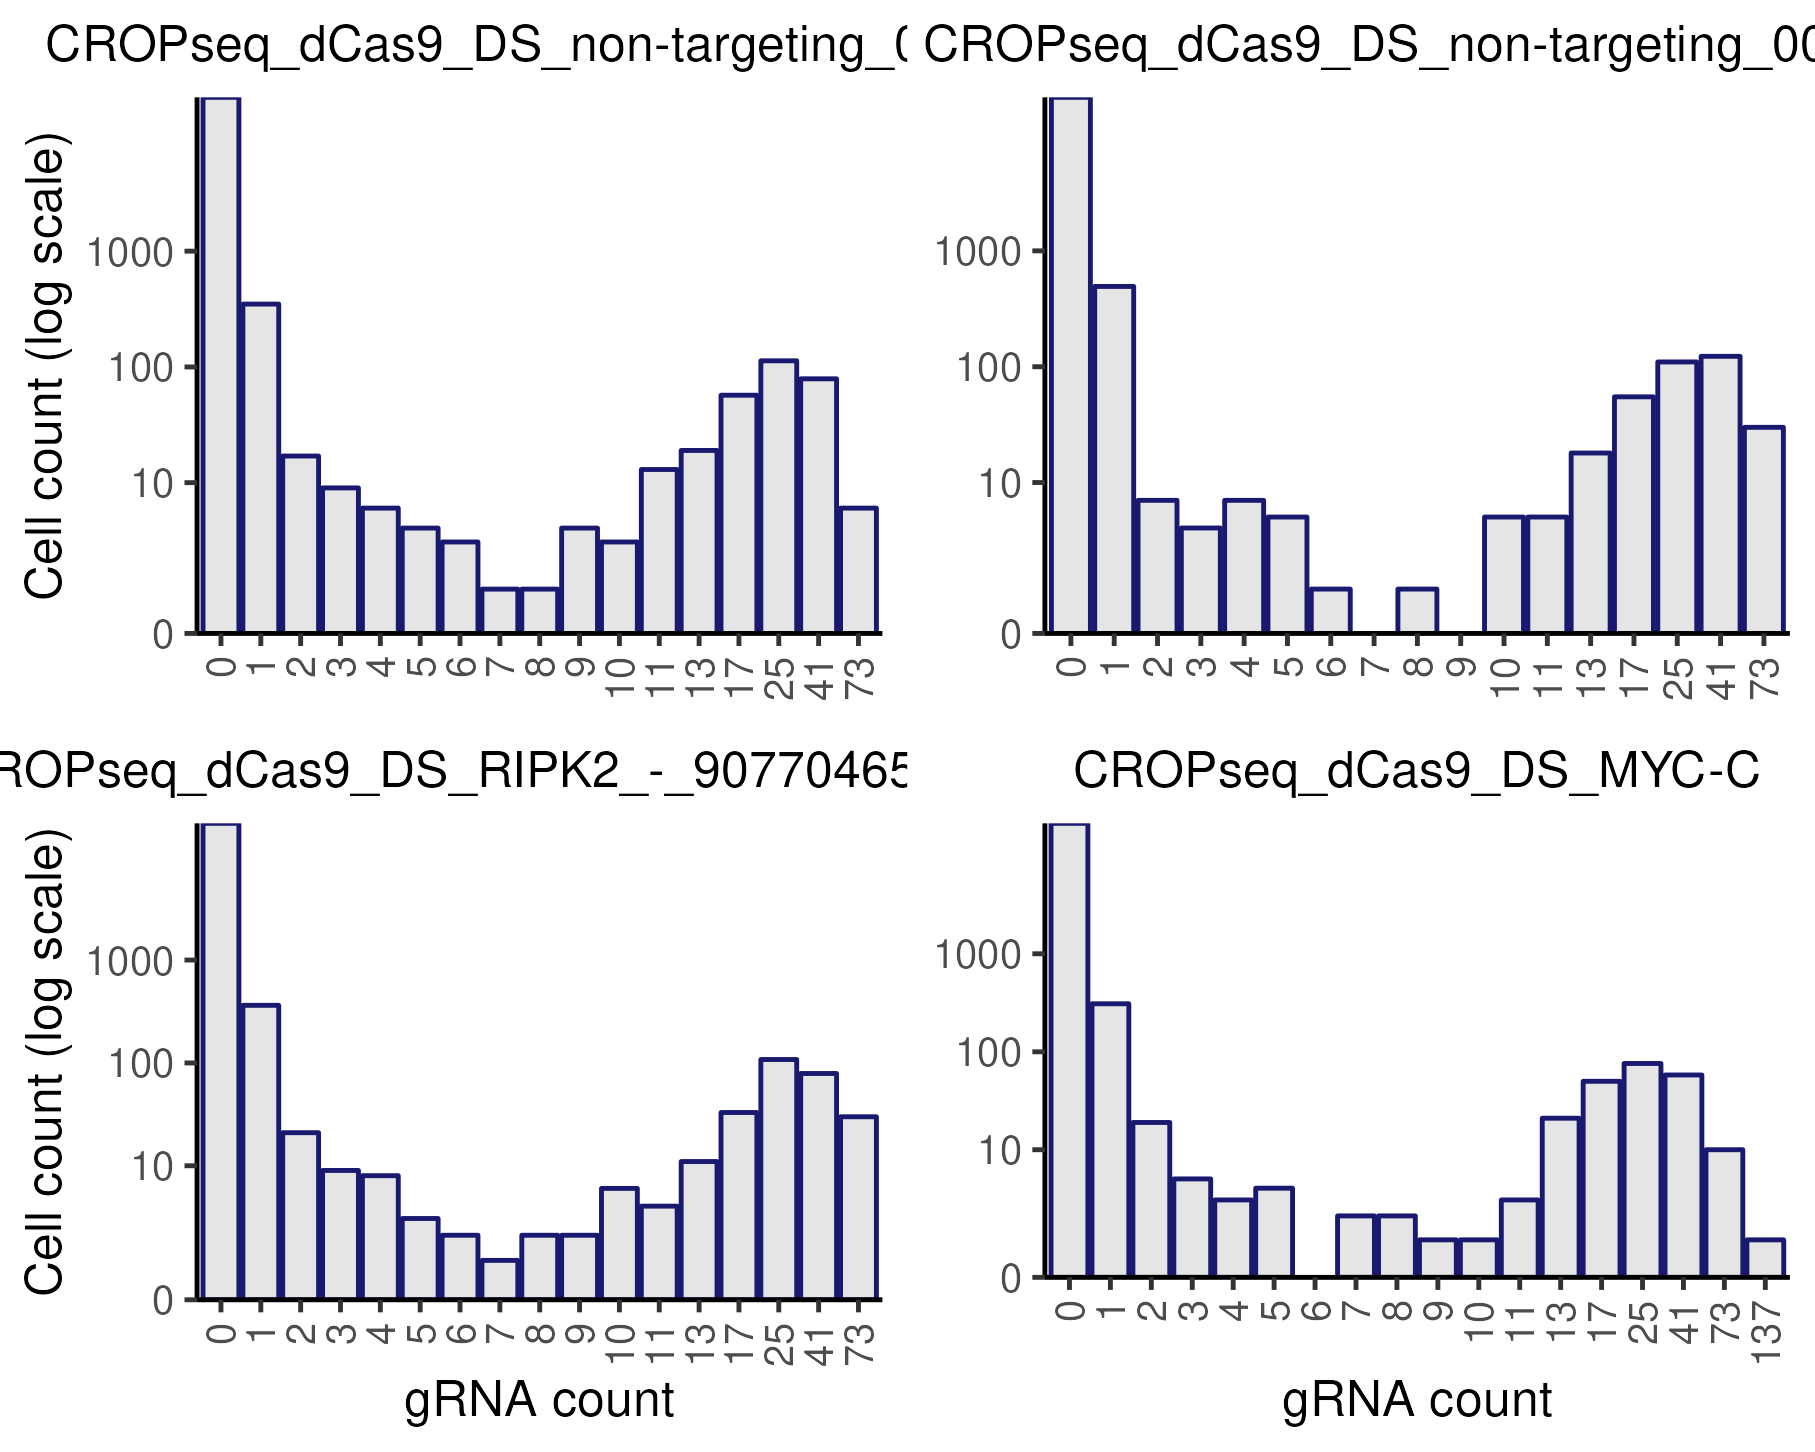 CROPseq_dCas9_DS_non-targeting_0
CROPseq_dCas9_DS_non-targeting_00
Cell count (log scale)
1000
100
10
0
0 1 2 3 4 5 6 7 8 9 10 11 13 17 25 41 73
1000
100
10
0
0 1 2 3 4 5 6 7 8 9 10 11 13 17 25 41 73
ROPseq_dCas9_DS_RIPK2_-_90770465
CROPseq_dCas9_DS_MYC-C
Cell count (log scale)
1000
100
10
0
0 1 2 3 4 5 6 7 8 9 10 11 13 17 25 41 73
gRNA count
1000
100
10
0
0 1 2 3 4 5 6 7 8 9 10 11 13 17 25 41 73 137
gRNA count